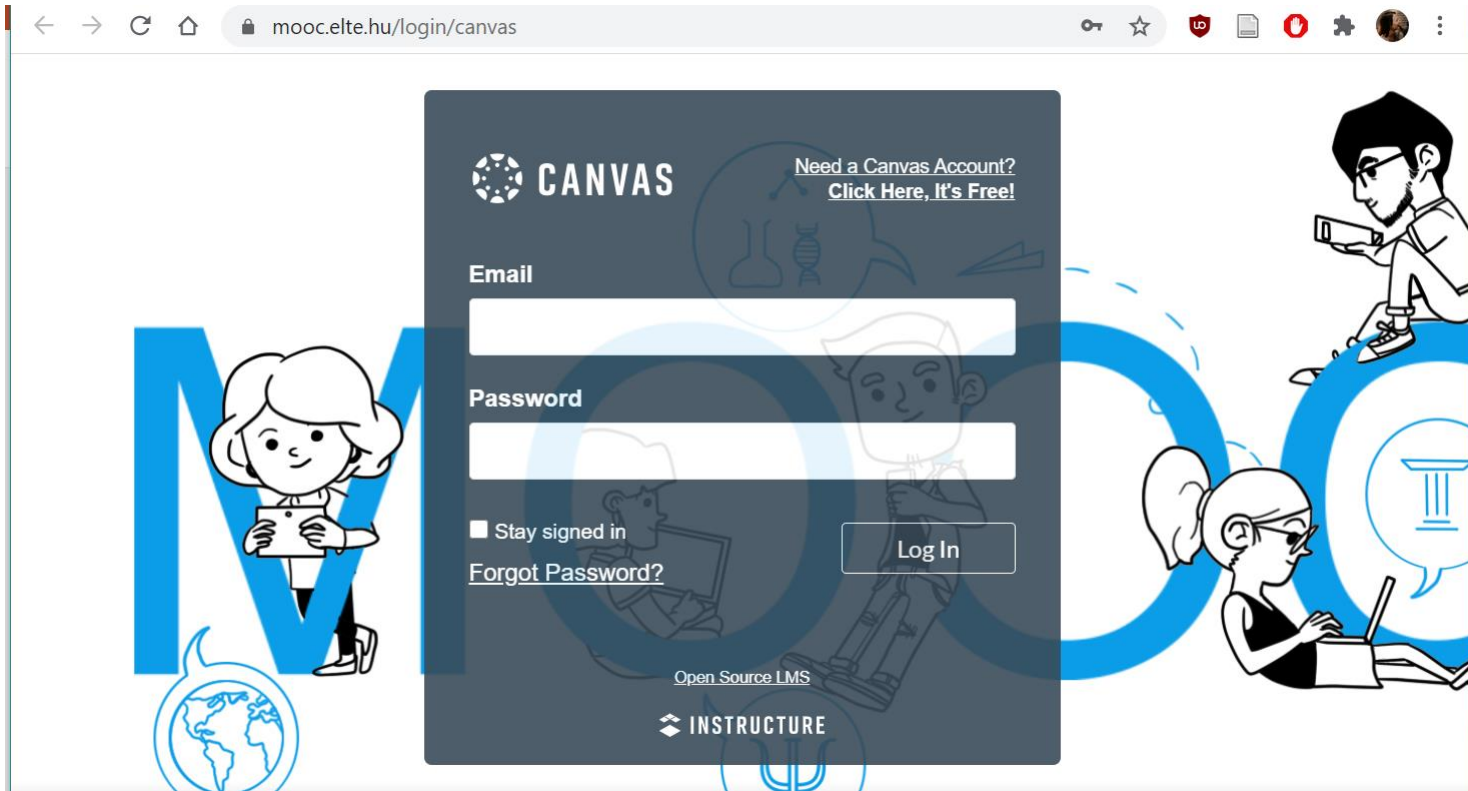 mooc.elte.hu/login/canvas
CANVAS
Need a Canvas Account?
Click Here, It's Free!
Email
Password
Stay signed in
Log In
Forgot Password?
Open Source LMS
INSTRUCTURE
MOOC